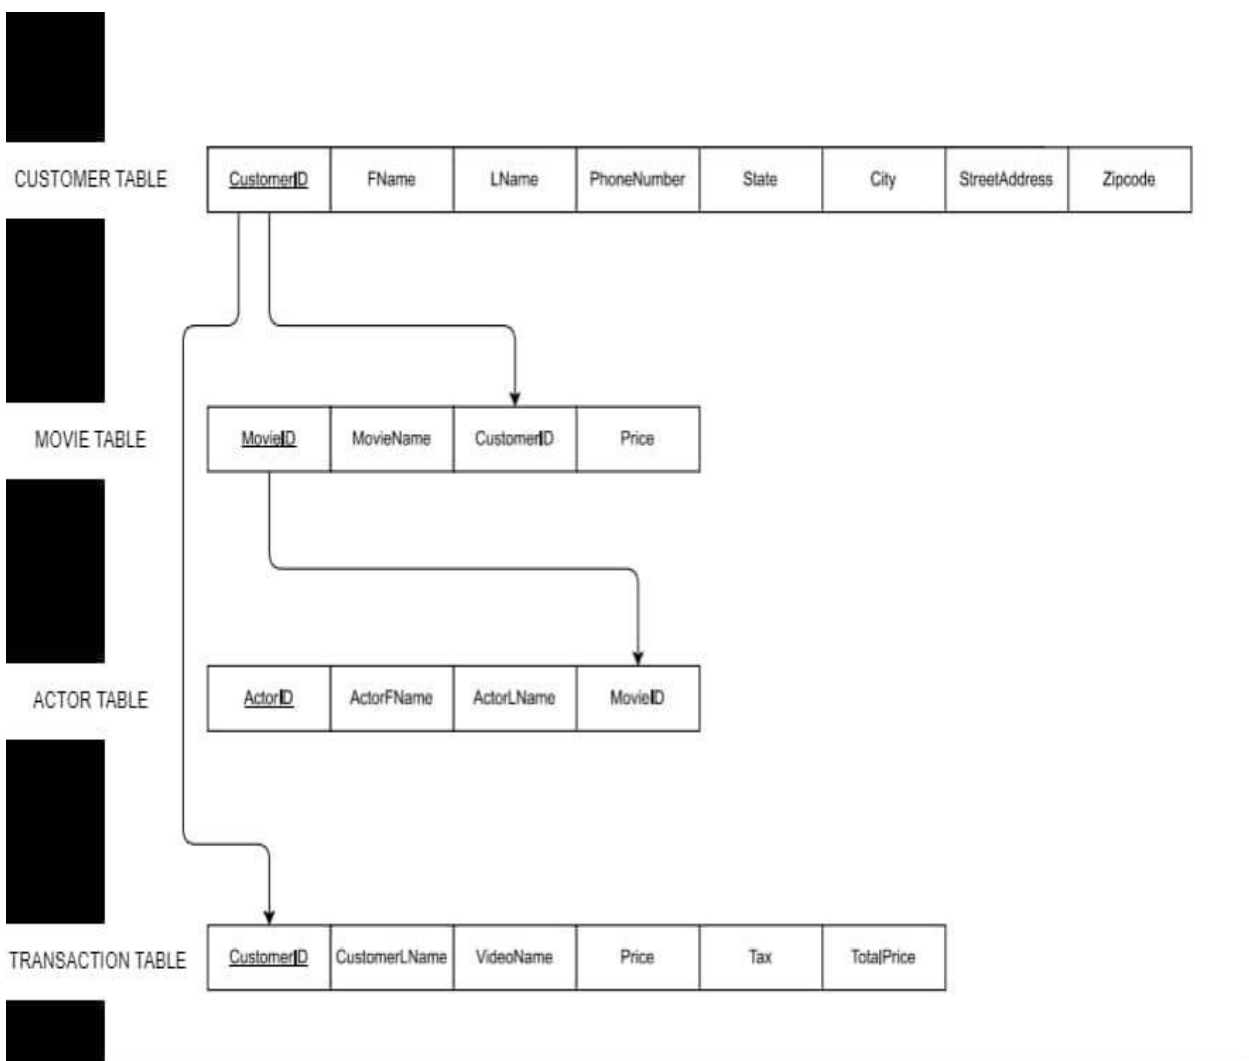 CUSTOMER TABLE CustomerID FName LName PhoneNumber State City StreetAddress Zipcode
MOVIE TABLE MovieID MovieName CustomerID Price
ACTOR TABLE ActorID ActorFName ActorLName MovieID
TRANSACTION TABLE CustomerID CustomerLName VideoName Price Tax TotalPrice